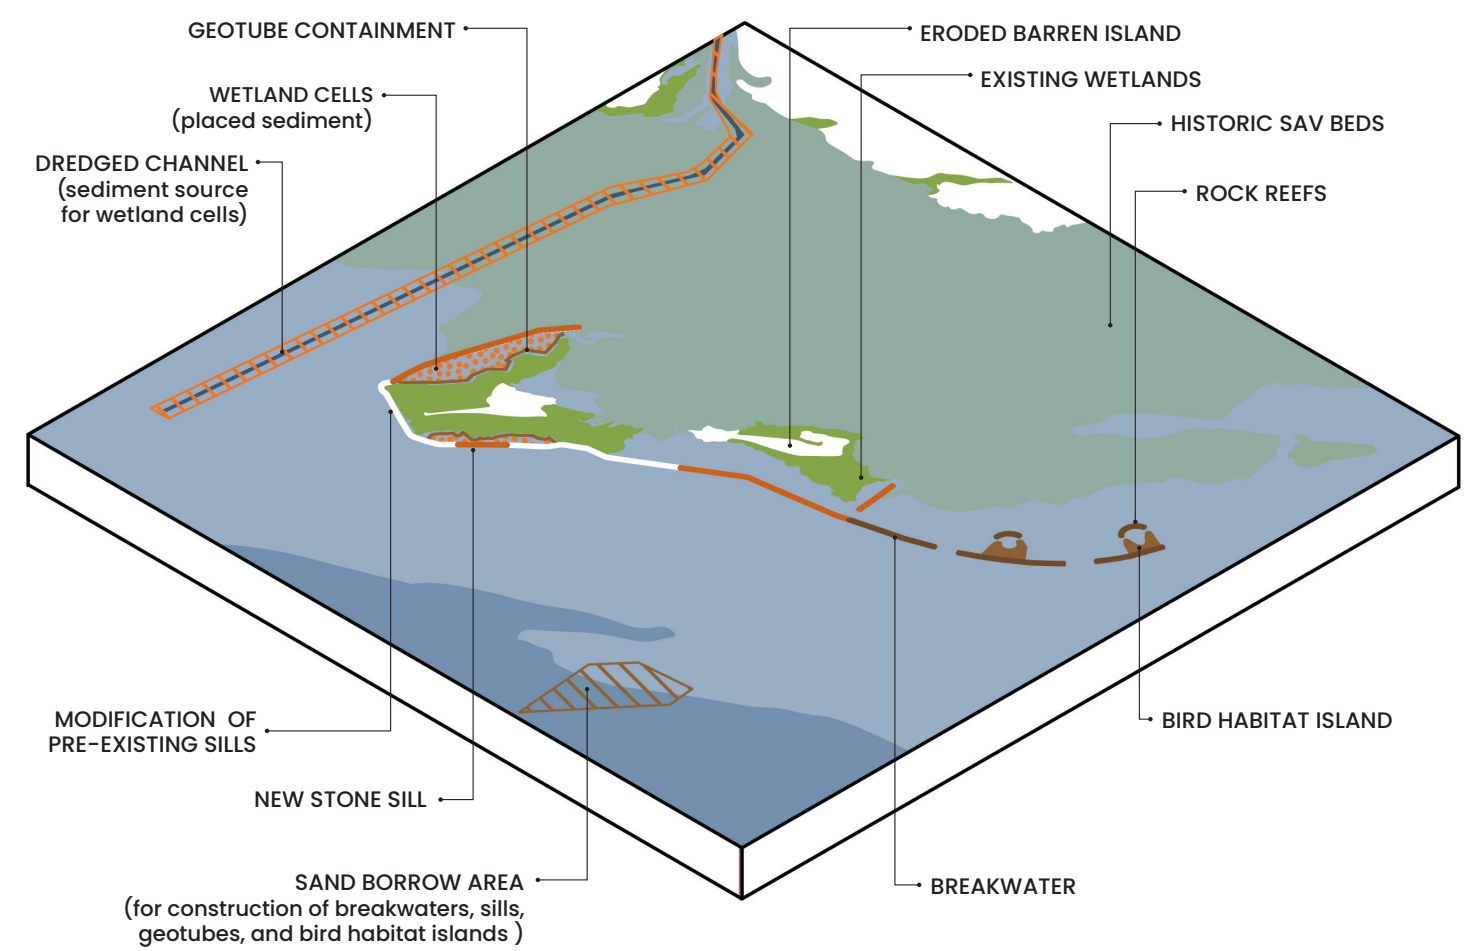 GEOTUBE CONTAINMENT
WETLAND CELLS
(placed sediment)
DREDGED CHANNEL
(sediment source
for wetland cells)
ERODED BARREN ISLAND
EXISTING WETLANDS
HISTORIC SAV BEDS
ROCK REEFS
MODIFICATION OF
PRE-EXISTING SILLS
NEW STONE SILL
SAND BORROW AREA
(for construction of breakwaters, sills,
geotubes, and bird habitat islands )
BIRD HABITAT ISLAND
BREAKWATER